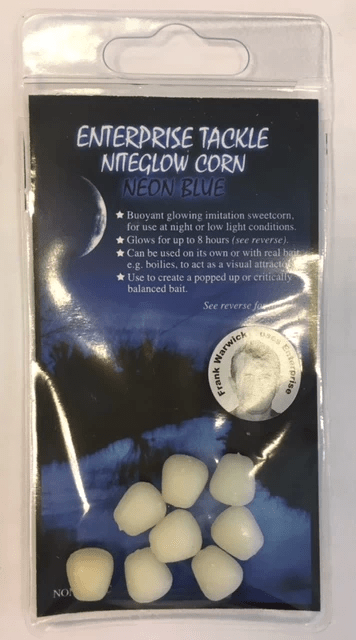 ENTERPRISE TACKLE
NITEGLOW CORN
NEON BLUE
★ Buoyant glowing imitation sweetcorn,
for use at night or low light conditions.
★ Glows for up to 8 hours (see reverse).
★ Can be used on its own or with real bait
e.g. boilies, to act as a visual attractor.
★ Use to create a popped up or critically
balanced bait.
See reverse for
Frank Warwick Enterprise